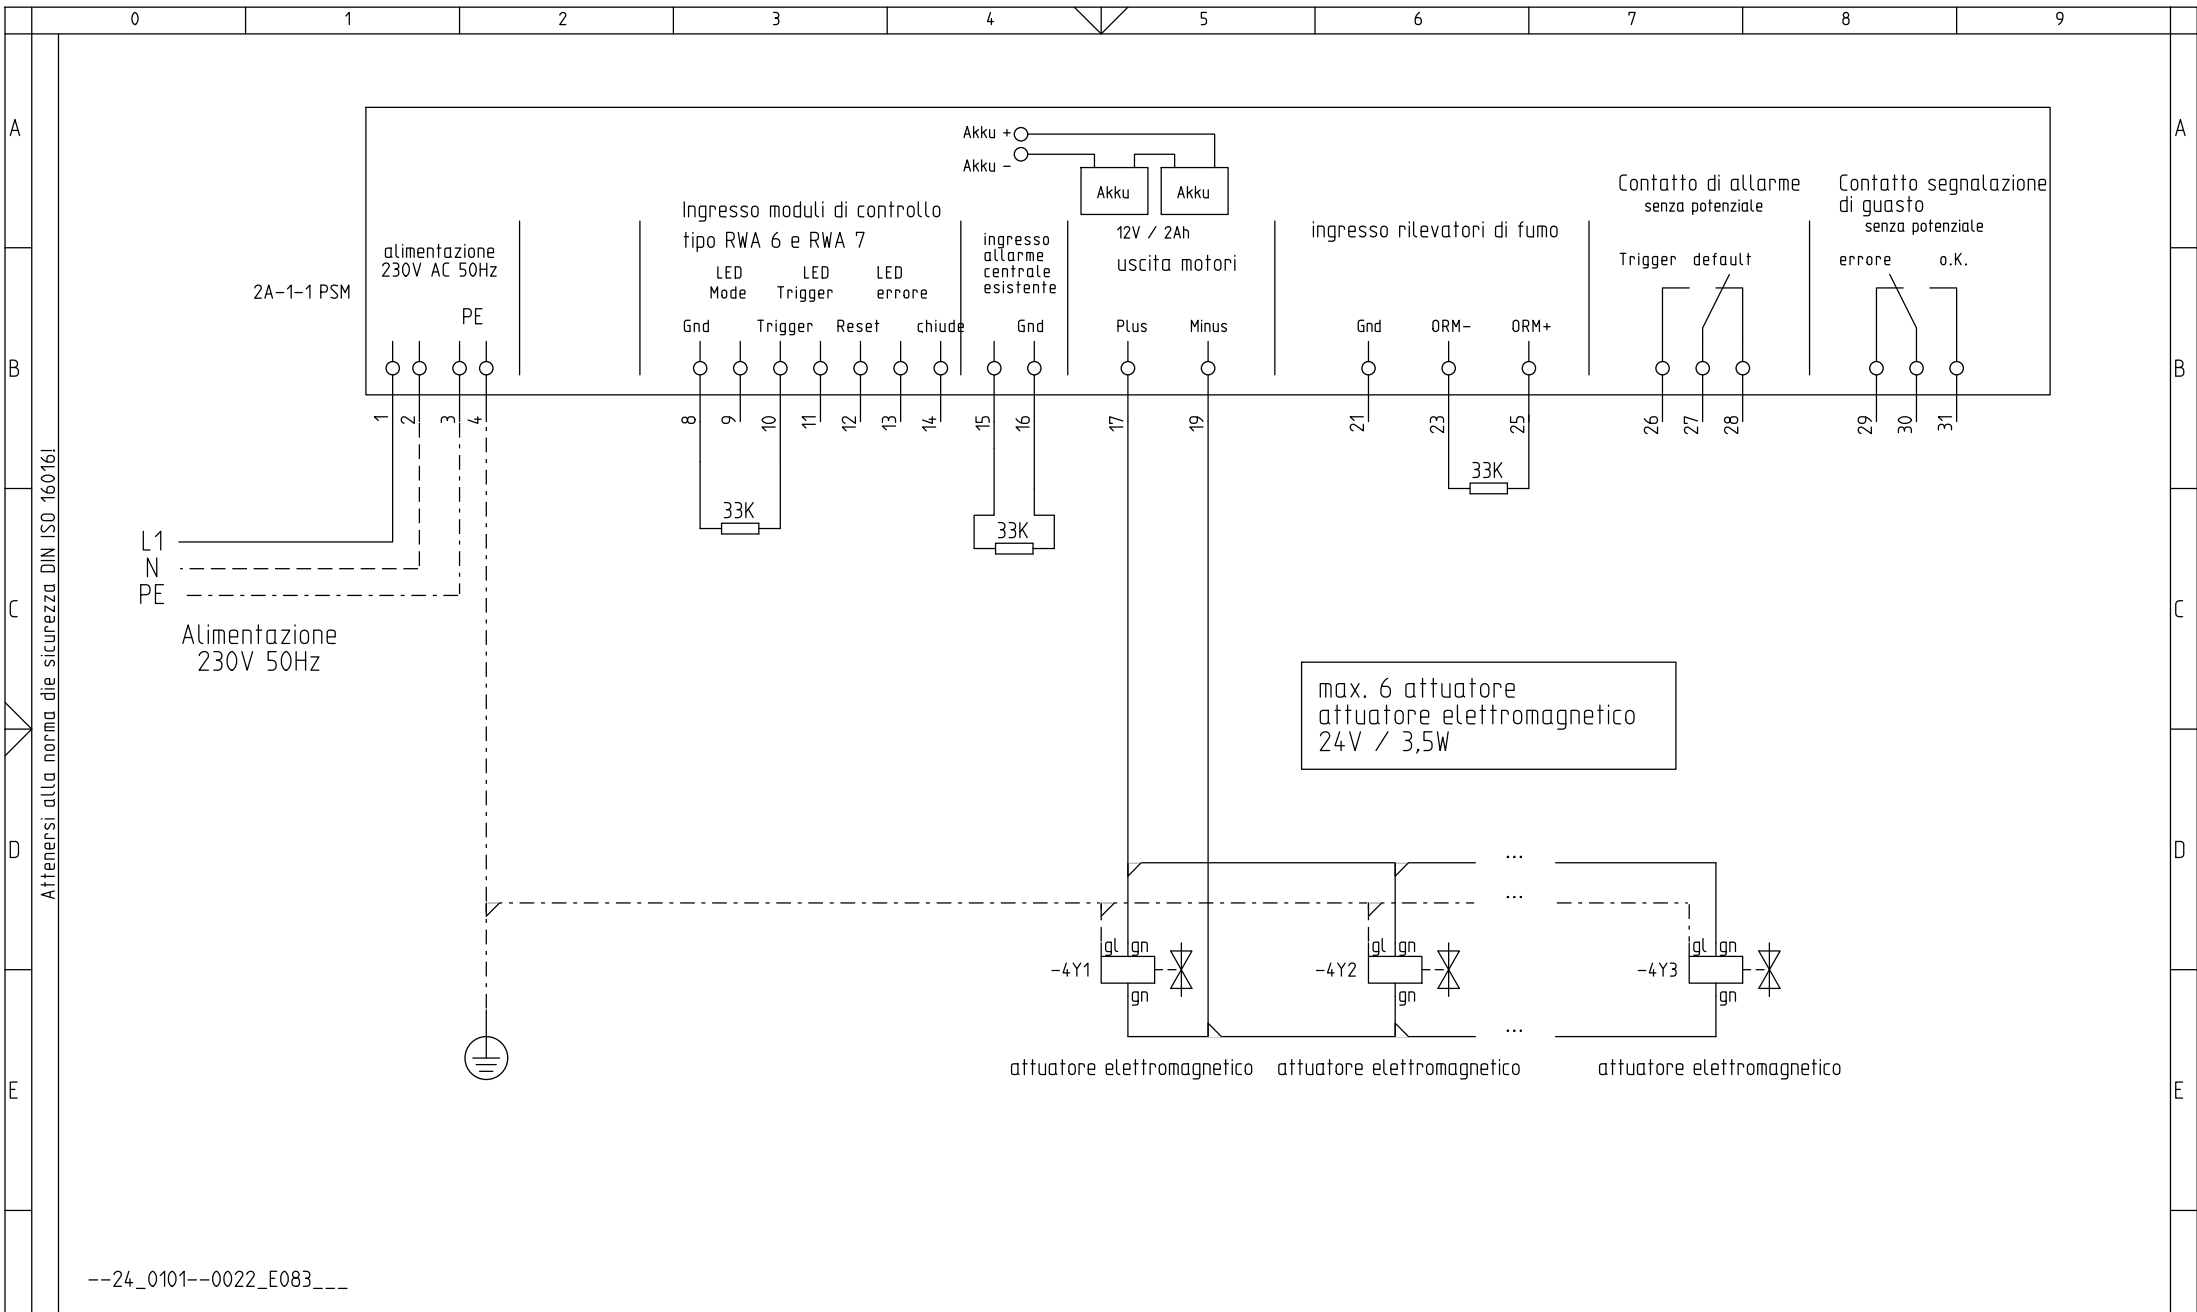 0 1 2 3 4 5 6 7 8 9
A A
Akku +
Akku -
Akku Akku
12V / 2Ah
Contatto di allarme
senza potenziale
Contatto segnalazione
di guasto
senza potenziale
Ingresso moduli di controllo
tipo RWA 6 e RWA 7
ingresso
allarme
centrale
esistente
uscita motori
ingresso rilevatori di fumo
alimentazione
230V AC 50Hz
Trigger default
errore o.K.
LED LED LED
Mode Trigger errore
2A-1-1 PSM
PE
Gnd Trigger Reset chiude Gnd Plus Minus Gnd ORM- ORM+
B B
1 2 3 4 8 9 10 11 12 13 14 15 16 17 19 21 23 25 26 27 28 29 30 31
33K
33K
33K
L1
N
PE
C C
Alimentazione
230V 50Hz
Attenersi alla norma die sicurezza DIN ISO 16016!
max. 6 attuatore
attuatore elettromagnetico
24V / 3,5W
D D
...
...
gl gn gl gn gl gn
-4Y1 -4Y2 -4Y3
gn gn gn
...
attuatore elettromagnetico attuatore elettromagnetico attuatore elettromagnetico
E E
--24_0101--0022_E083___